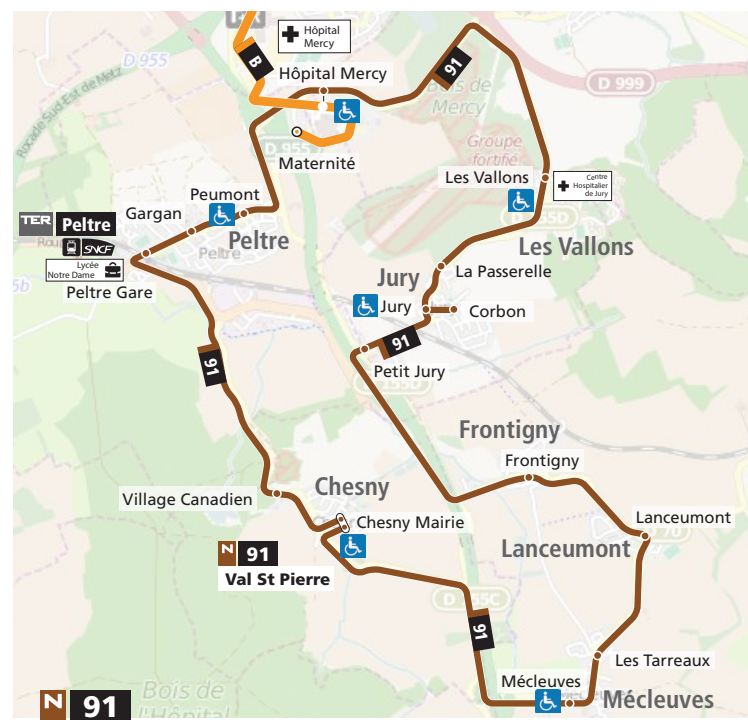 Hôpital
Mercy
D 955
B
91
Hôpital Mercy
Bois de
Mercy
D 999
Rocade Sud-Est de Metz
Groupe
fortifié
D 955
Maternité
Les Vallons
Centre
Hospitalier
de Jury
Peumont
Gargan
TER Peltre
SNCF
Lycée
Notre Dame
Peltre
Peltre
Peltre Gare
Les Vallons
La Passerelle
Jury
Jury
Corbon
91
Petit Jury
91
Frontigny
Frontigny
Chesny
Village Canadien
Chesny Mairie
Lanceumont
Lanceumont
N 91
Val St Pierre
91
Les Tarreaux
Mécleuves
Mécleuves
N 91
Bois de
l'Hôpital